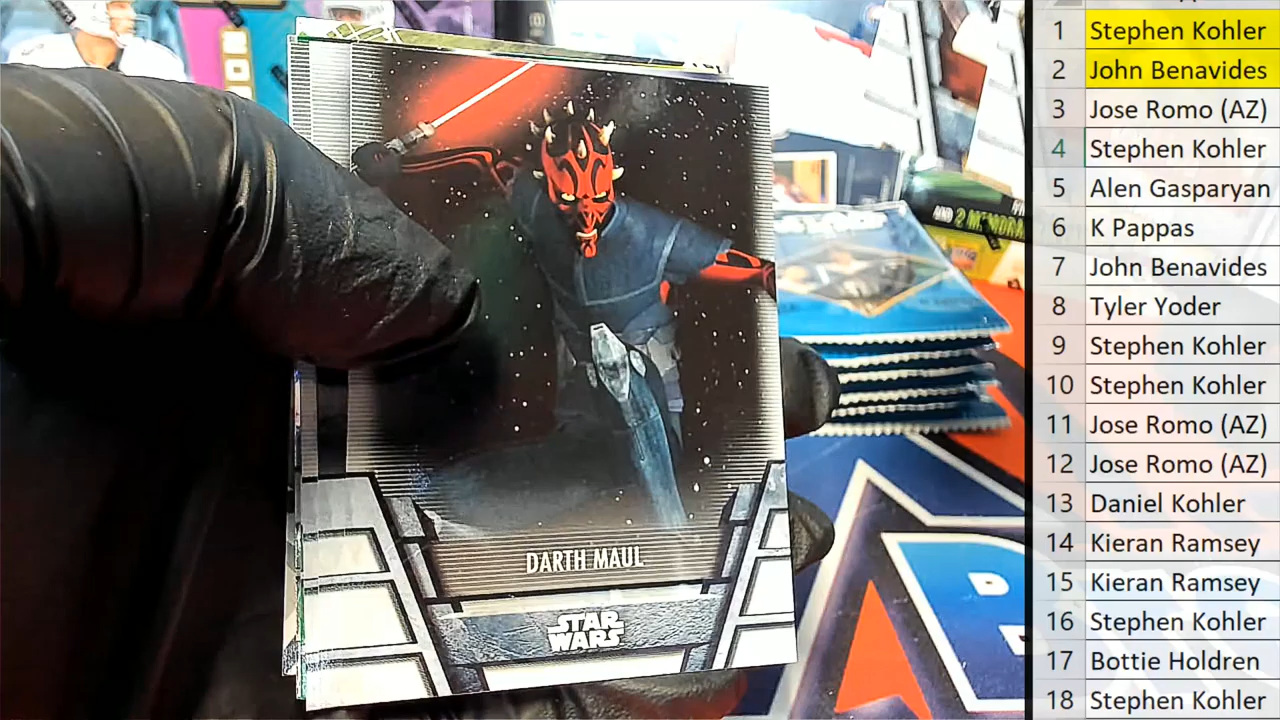 DARTH MAUL
STAR
WARS
AND 2 MEMORA
1 Stephen Kohler
2 John Benavides
3 Jose Romo (AZ)
4 Stephen Kohler
5 Alen Gasparyan
6 K Pappas
7 John Benavides
8 Tyler Yoder
9 Stephen Kohler
10 Stephen Kohler
11 Jose Romo (AZ)
12 Jose Romo (AZ)
13 Daniel Kohler
14 Kieran Ramsey
15 Kieran Ramsey
16 Stephen Kohler
17 Bottie Holdren
18 Stephen Kohler